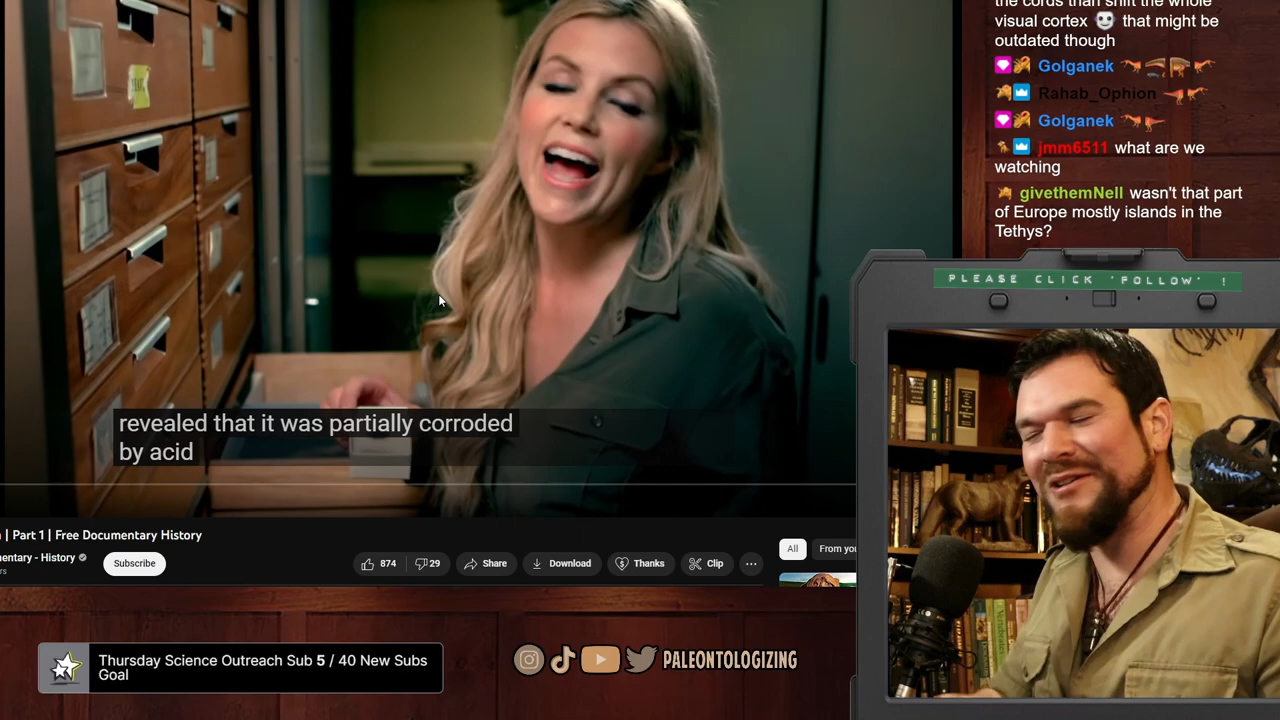 the cords than shift the whole
visual cortex that might be
outdated though
Golganek
Rahab_Ophion
Golganek
jmm6511 what are we
watching
givethemNell wasn't that part
of Europe mostly islands in the
Tethys?
PLEASE CLICK 'FOLLOW' !
revealed that it was partially corroded
by acid
| Part 1 | Free Documentary History
mentary - History
Subscribe
874
29
Share
Download
Thanks
Clip
All
From you
Thursday Science Outreach Sub 5 / 40 New Subs
Goal
PALEONTOLOGIZING